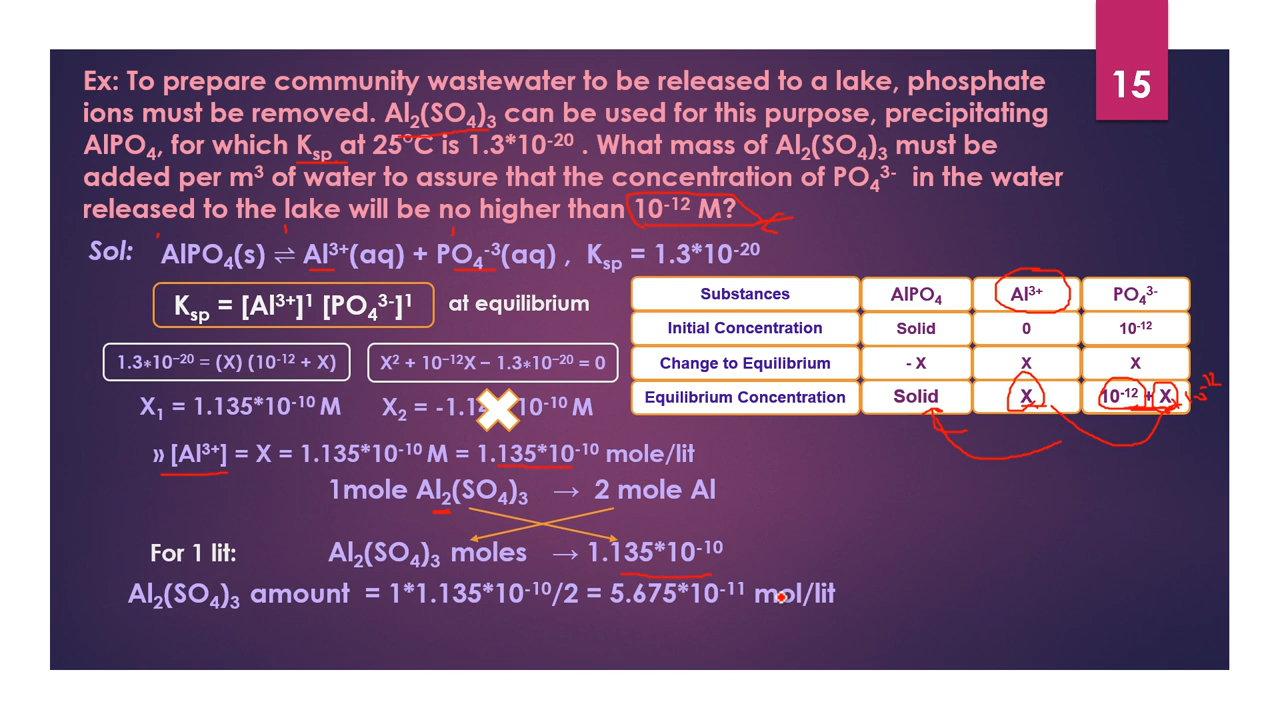 15
Ex: To prepare community wastewater to be released to a lake, phosphate
ions must be removed. Al₂(SO₄)₃ can be used for this purpose, precipitating
AlPO₄, for which Kₛₚ at 25°C is 1.3*10⁻²⁰ . What mass of Al₂(SO₄)₃ must be
added per m³ of water to assure that the concentration of PO₄³⁻ in the water
released to the lake will be no higher than 10⁻¹² M?
Sol: AlPO₄(s) ⇌ Al³⁺(aq) + PO₄⁻³(aq) , Kₛₚ = 1.3*10⁻²⁰
Kₛₚ = [Al³⁺]¹ [PO₄³⁻]¹ at equilibrium
Substances AlPO₄ Al³⁺ PO₄³⁻
Initial Concentration Solid 0 10⁻¹²
Change to Equilibrium - X X X
Equilibrium Concentration Solid X 10⁻¹² + X
1.3*10⁻²⁰ = (X) (10⁻¹² + X) X² + 10⁻¹²X – 1.3*10⁻²⁰ = 0
X₁ = 1.135*10⁻¹⁰ M X₂ = -1.14 10⁻¹⁰ M
» [Al³⁺] = X = 1.135*10⁻¹⁰ M = 1.135*10⁻¹⁰ mole/lit
1mole Al₂(SO₄)₃ → 2 mole Al
For 1 lit: Al₂(SO₄)₃ moles → 1.135*10⁻¹⁰
Al₂(SO₄)₃ amount = 1*1.135*10⁻¹⁰/2 = 5.675*10⁻¹¹ mol/lit